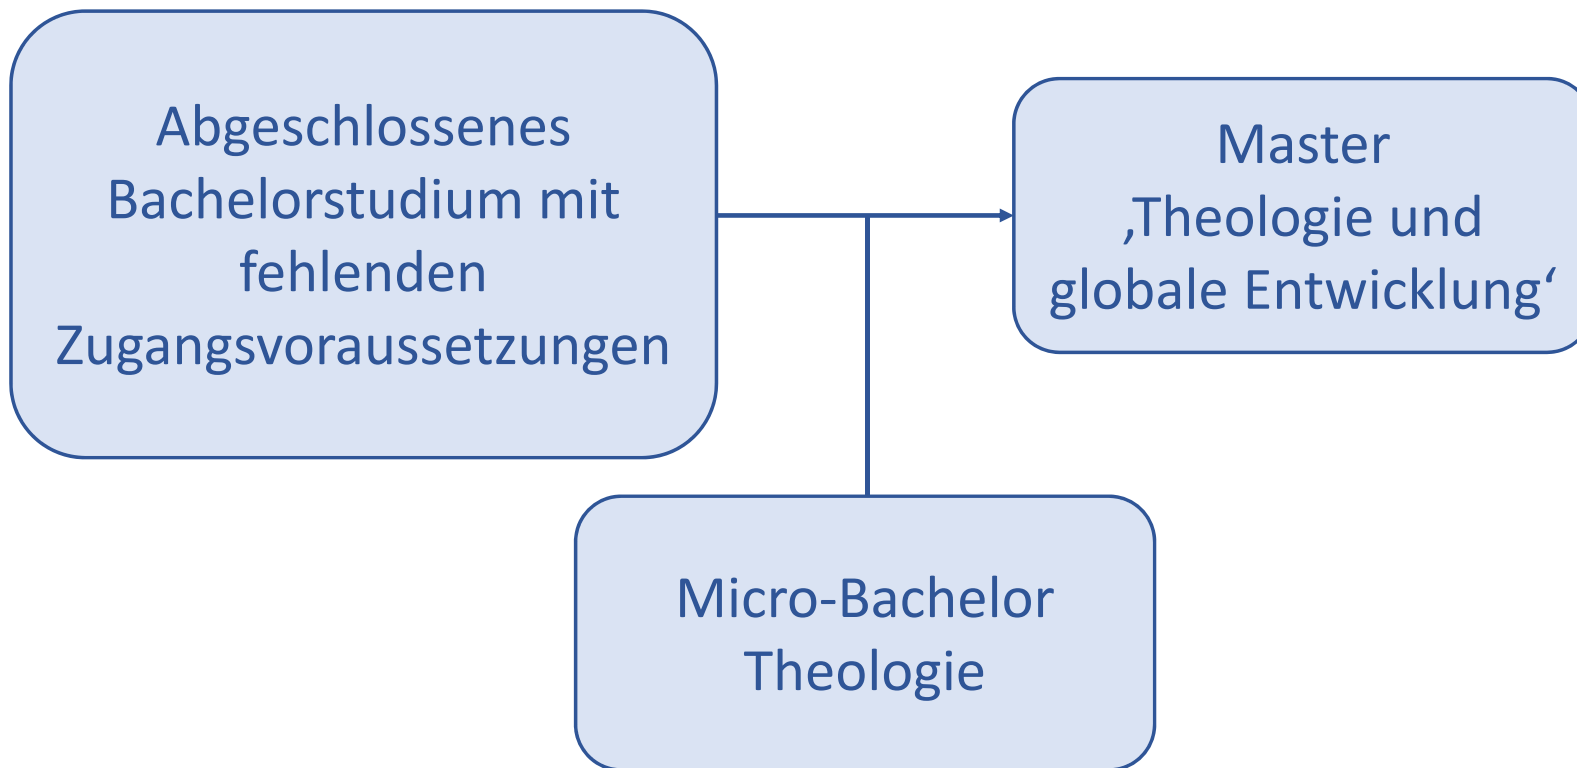 Abgeschlossenes
Bachelorstudium mit
fehlenden
Zugangsvoraussetzungen
Master
‚Theologie und
globale Entwicklung‘
Micro-Bachelor
Theologie